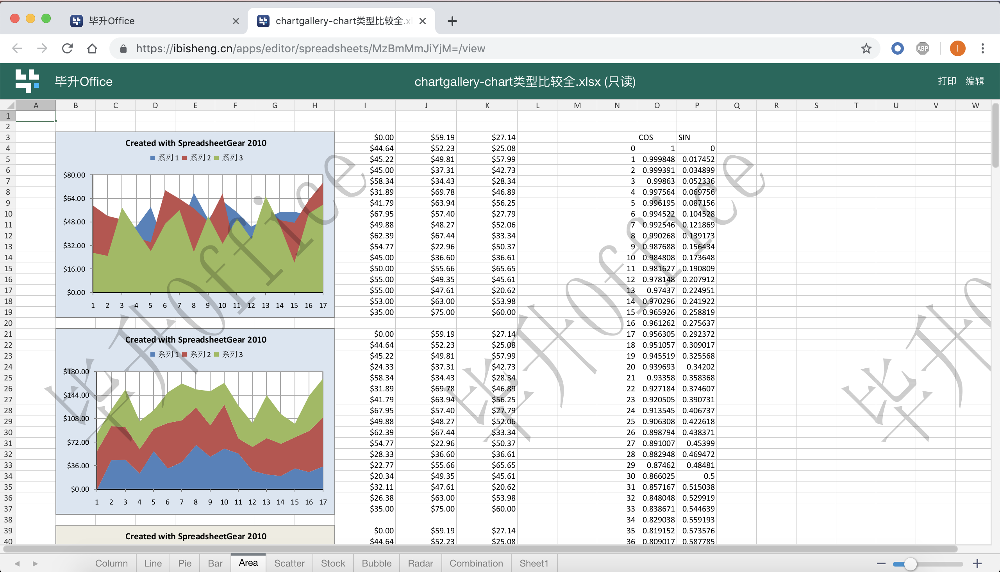 毕升Office
chartgallery-chart类型比较全.x
https://ibisheng.cn/apps/editor/spreadsheets/MzBmMmJiYjM=/view
ABP
I
毕升Office
chartgallery-chart类型比较全.xlsx (只读)
打印 编辑
A B C D E F G H I J K L M N O P Q R S T U V W
1
2
3 $0.00 $59.19 $27.14 COS SIN
4 $44.64 $52.23 $25.08 0 1 0
5 $45.22 $49.81 $57.99 1 0.999848 0.017452
6 $45.00 $37.31 $42.73 2 0.999391 0.034899
7 $58.34 $34.43 $28.34 3 0.99863 0.052336
8 $31.89 $69.78 $46.89 4 0.997564 0.069756
9 $41.79 $63.94 $56.25 5 0.996195 0.087156
10 $67.95 $57.40 $27.79 6 0.994522 0.104528
11 $49.88 $48.27 $52.06 7 0.992546 0.121869
12 $62.39 $67.44 $33.34 8 0.990268 0.139173
13 $54.77 $22.96 $50.37 9 0.987688 0.156434
14 $45.00 $36.60 $36.61 10 0.984808 0.173648
15 $50.00 $55.66 $65.65 11 0.981627 0.190809
16 $55.00 $49.35 $45.61 12 0.978148 0.207912
17 $55.00 $47.61 $20.62 13 0.97437 0.224951
18 $53.00 $63.00 $53.98 14 0.970296 0.241922
19 $35.00 $75.00 $60.00 15 0.965926 0.258819
20 16 0.961262 0.275637
21 $0.00 $59.19 $27.14 17 0.956305 0.292372
22 $44.64 $52.23 $25.08 18 0.951057 0.309017
23 $45.22 $49.81 $57.99 19 0.945519 0.325568
24 $24.33 $37.31 $42.73 20 0.939693 0.34202
25 $58.34 $34.43 $28.34 21 0.93358 0.358368
26 $31.89 $69.78 $46.89 22 0.927184 0.374607
27 $41.79 $63.94 $56.25 23 0.920505 0.390731
28 $67.95 $57.40 $27.79 24 0.913545 0.406737
29 $49.88 $48.27 $52.06 25 0.906308 0.422618
30 $62.39 $67.44 $33.34 26 0.898794 0.438371
31 $54.77 $22.96 $50.37 27 0.891007 0.45399
32 $28.33 $36.60 $36.61 28 0.882948 0.469472
33 $22.77 $55.66 $65.65 29 0.87462 0.48481
34 $20.34 $49.35 $45.61 30 0.866025 0.5
35 $32.11 $47.61 $20.62 31 0.857167 0.515038
36 $26.38 $63.00 $53.98 32 0.848048 0.529919
37 $35.00 $75.00 $60.00 33 0.838671 0.544639
38 34 0.829038 0.559193
39 $0.00 $59.19 $27.14 35 0.819152 0.573576
40 $44.64 $52.23 $25.08 36 0.809017 0.587785
Created with SpreadsheetGear 2010
系列 1 系列 2 系列 3
$80.00
$64.00
$48.00
$32.00
$16.00
$0.00
1 2 3 4 5 6 7 8 9 10 11 12 13 14 15 16 17
Created with SpreadsheetGear 2010
系列 1 系列 2 系列 3
$180.00
$144.00
$108.00
$72.00
$36.00
$0.00
1 2 3 4 5 6 7 8 9 10 11 12 13 14 15 16 17
Created with SpreadsheetGear 2010
毕升Office
毕升Office
毕升O
Column Line Pie Bar Area Scatter Stock Bubble Radar Combination Sheet1